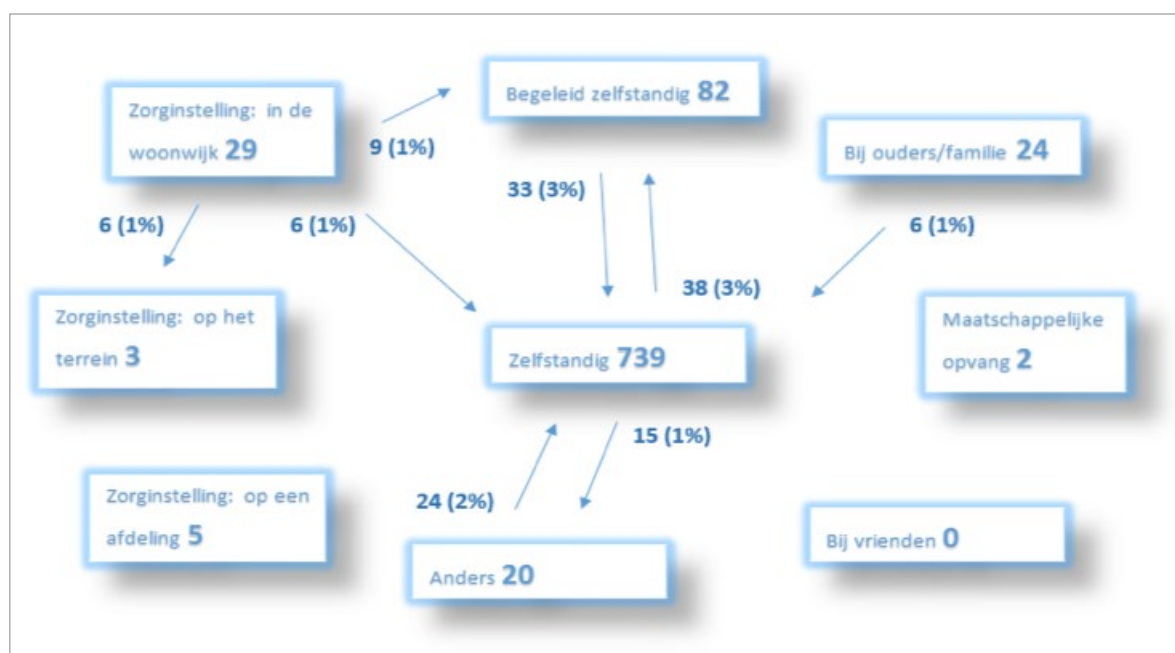 Zorginstelling: in de
woonwijk 29
Begeleid zelfstandig 82
Bij ouders/familie 24
9 (1%)
33 (3%)
6 (1%)
6 (1%)
6 (1%)
38 (3%)
Zorginstelling: op het
terrein 3
Zelfstandig 739
Maatschappelijke
opvang 2
15 (1%)
24 (2%)
Zorginstelling: op een
afdeling 5
Anders 20
Bij vrienden 0